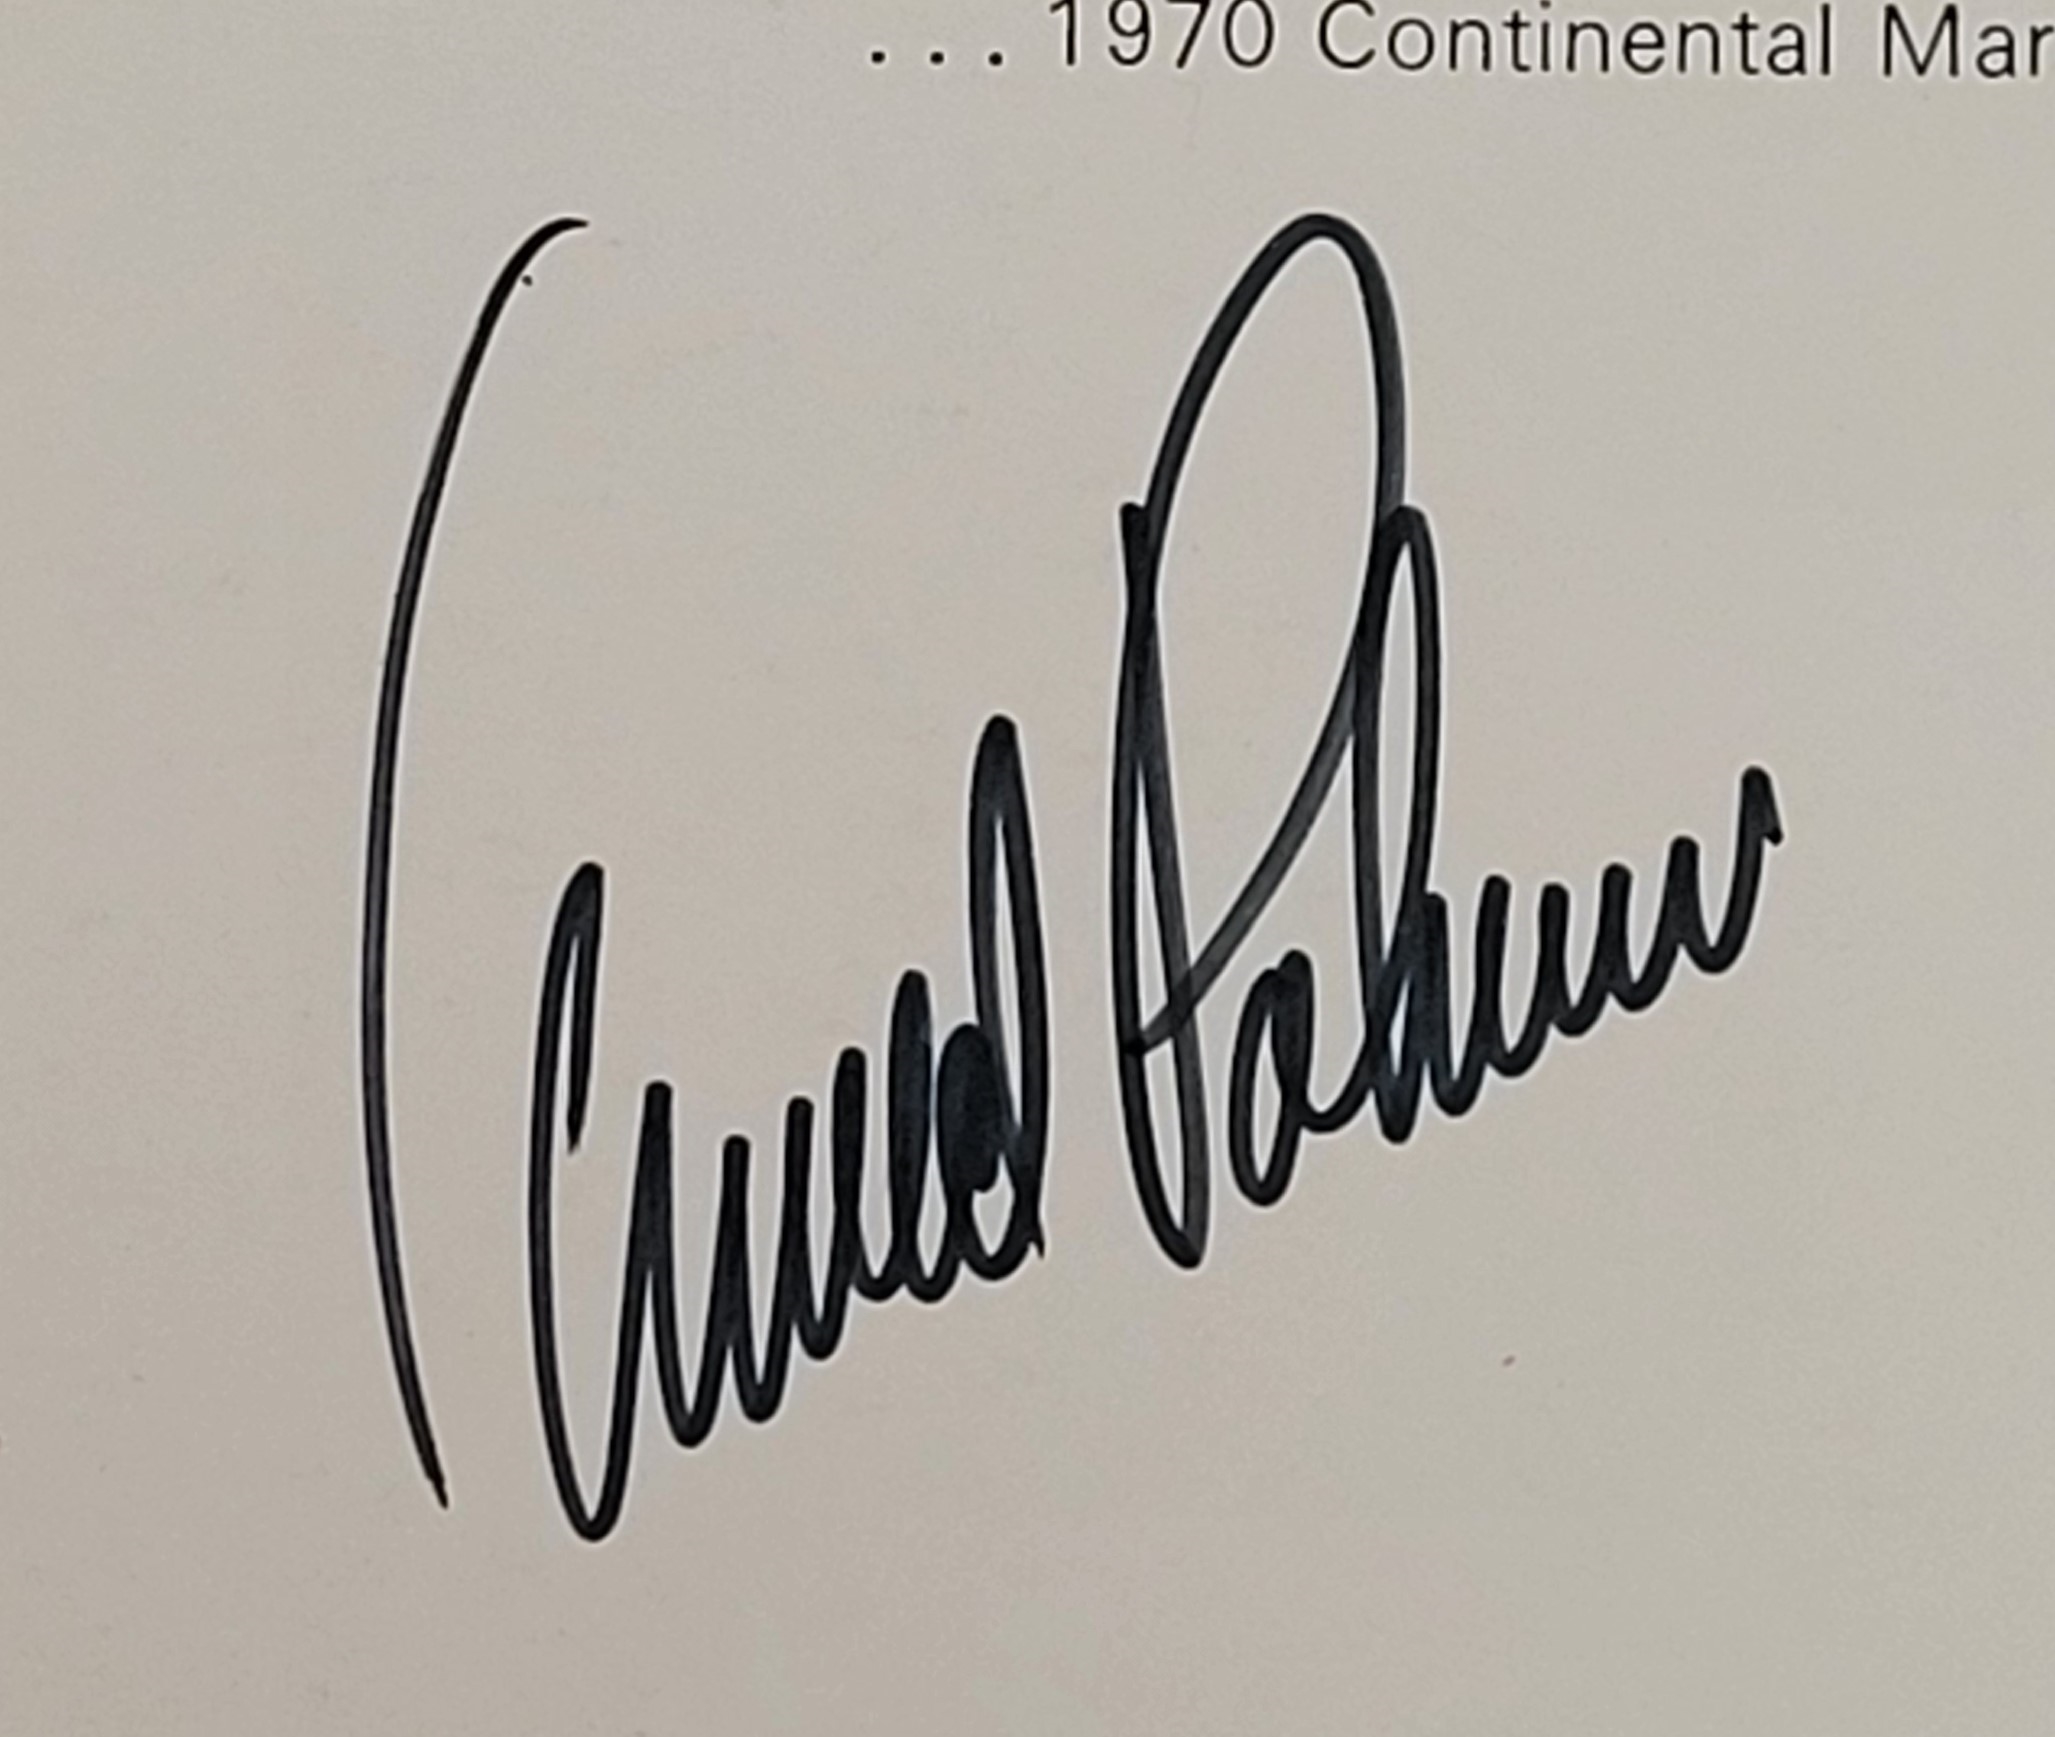 ... 1970 Continental Mar
Arnold Palmer